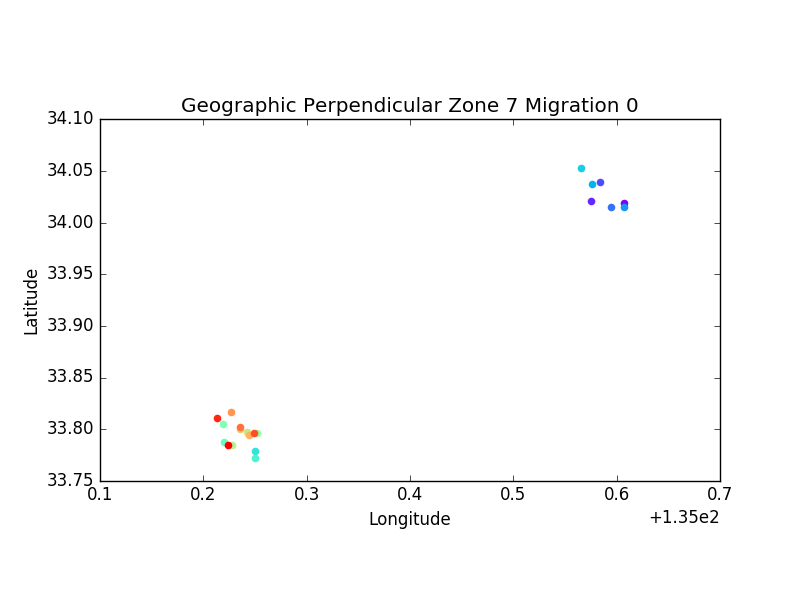 Geographic Perpendicular Zone 7 Migration 0
34.10
34.05
34.00
33.95
33.90
33.85
33.80
33.75
Latitude
0.1 0.2 0.3 0.4 0.5 0.6 0.7
Longitude
+1.35e2